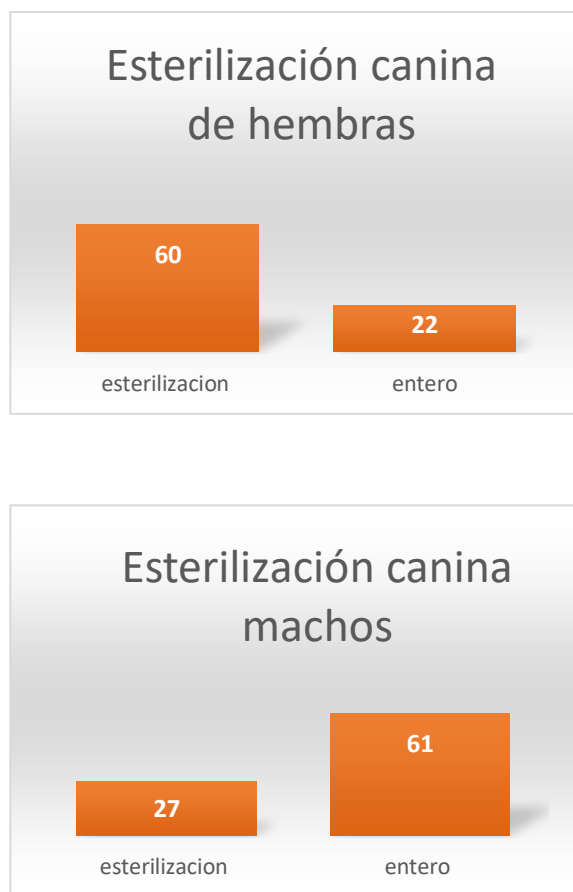 Esterilización canina
de hembras
60
22
esterilizacion
entero
Esterilización canina
machos
61
27
esterilizacion
entero